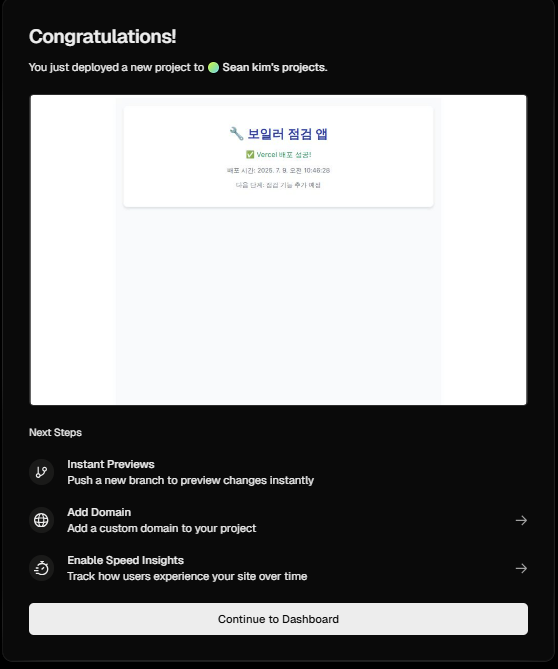 Congratulations!
You just deployed a new project to Sean kim's projects.
🔧 보일러 점검 앱
✅ Vercel 배포 성공!
배포 시간: 2025. 7. 9. 오전 10:46:28
다음 단계: 점검 기능 추가 예정
Next Steps
Instant Previews
Push a new branch to preview changes instantly
Add Domain
Add a custom domain to your project
Enable Speed Insights
Track how users experience your site over time
Continue to Dashboard